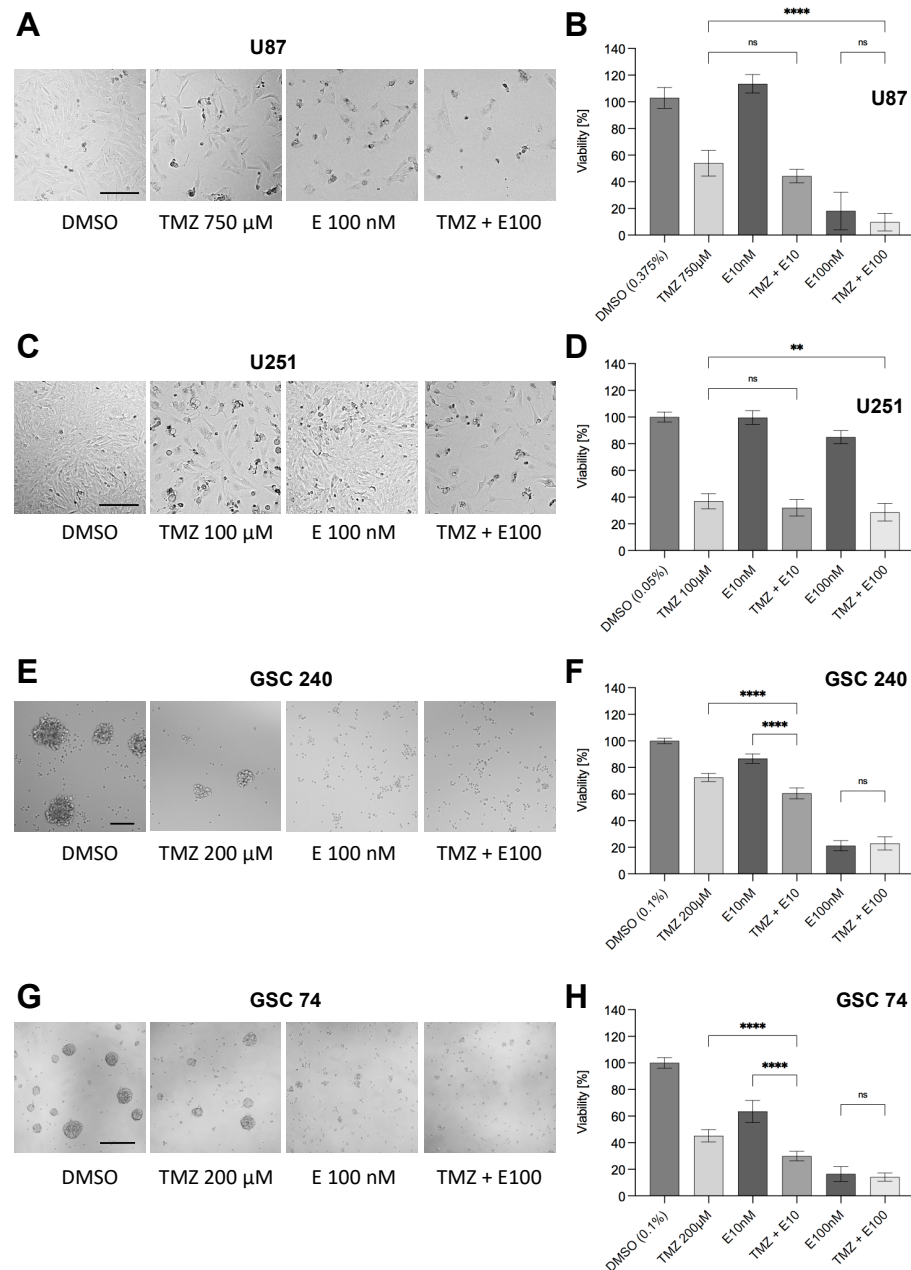 A
U87
DMSO
TMZ 750 µM
E 100 nM
TMZ + E100
B
U87
****
ns
ns
Viability [%]
140
120
100
80
60
40
20
0
DMSO (0.375%)
TMZ 750µM
E10nM
TMZ + E10
E100nM
TMZ + E100
C
U251
DMSO
TMZ 100 µM
E 100 nM
TMZ + E100
D
U251
**
ns
Viability [%]
140
120
100
80
60
40
20
0
DMSO (0.05%)
TMZ 100µM
E10nM
TMZ + E10
E100nM
TMZ + E100
E
GSC 240
DMSO
TMZ 200 µM
E 100 nM
TMZ + E100
F
GSC 240
****
****
ns
Viability [%]
140
120
100
80
60
40
20
0
DMSO (0.1%)
TMZ 200µM
E10nM
TMZ + E10
E100nM
TMZ + E100
G
GSC 74
DMSO
TMZ 200 µM
E 100 nM
TMZ + E100
H
GSC 74
****
****
ns
Viability [%]
140
120
100
80
60
40
20
0
DMSO (0.1%)
TMZ 200µM
E10nM
TMZ + E10
E100nM
TMZ + E100